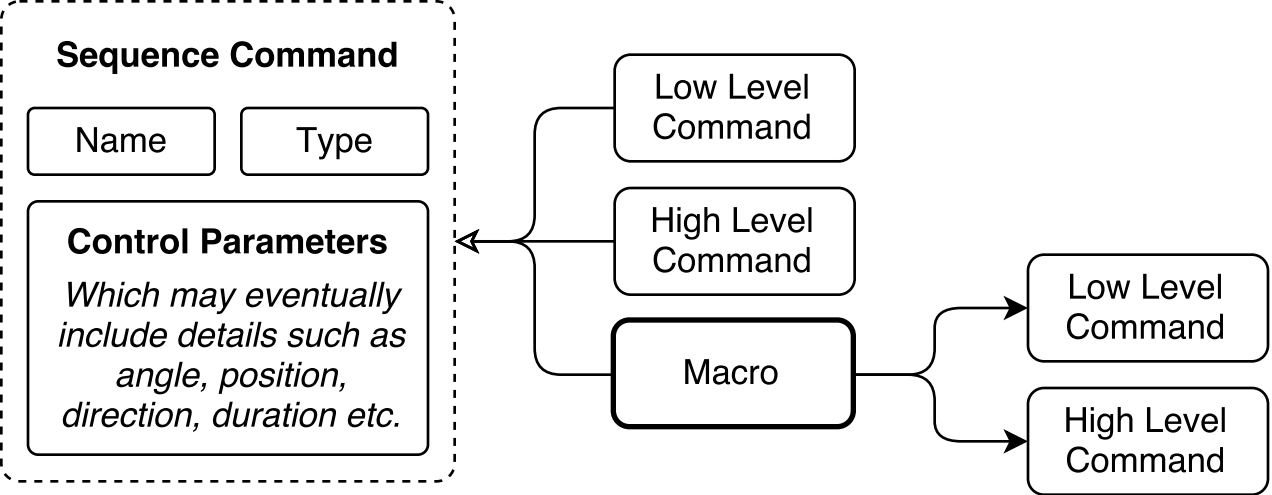 Sequence Command
Name
Type
Control Parameters
Which may eventually
include details such as
angle, position,
direction, duration etc.
Low Level
Command
High Level
Command
Macro
Low Level
Command
High Level
Command